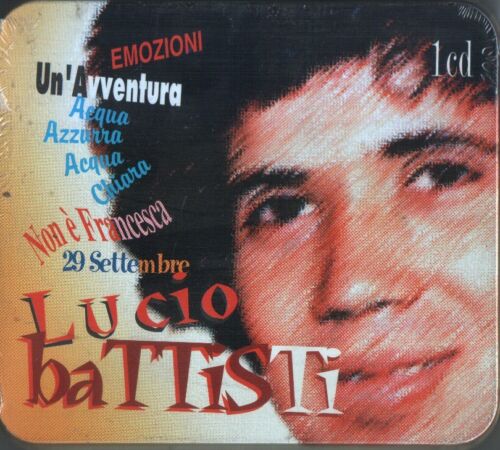 EMOZIONI
1cd
Un'Avventura
Acqua
Azzurra
Acqua
Chiara
Non è Francesca
29 Settembre
LUcio
baTTiSTi